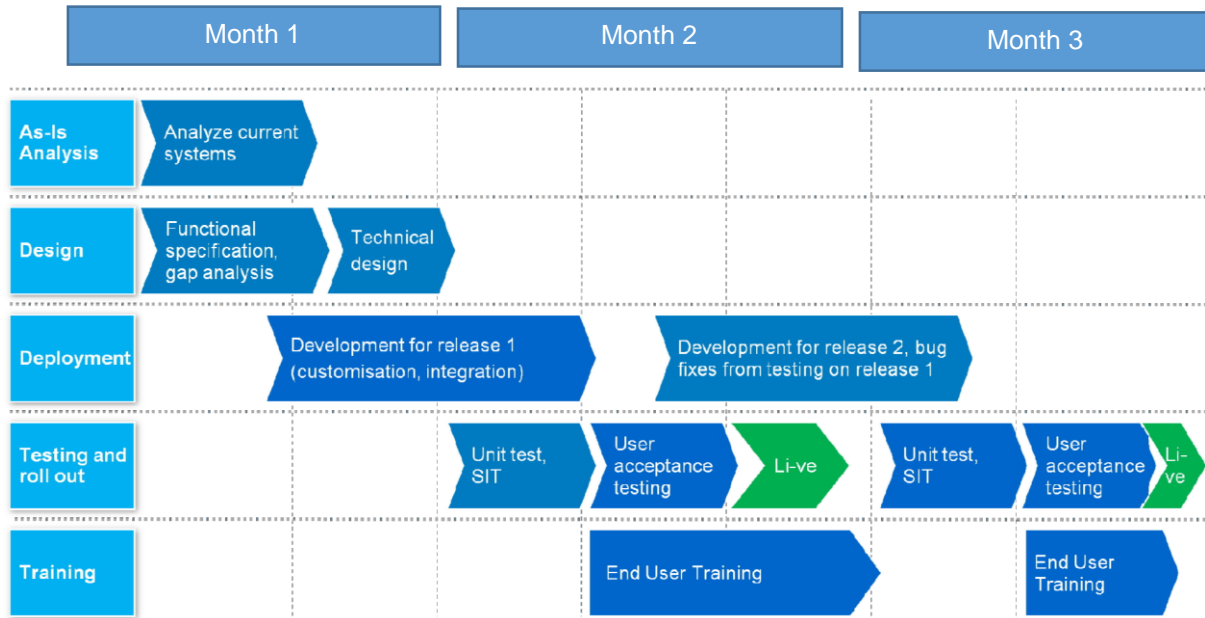 Month 1
Month 2
Month 3
As-Is
Analysis
Analyze current
systems
Design
Functional
specification,
gap analysis
Technical
design
Deployment
Development for release 1
(customisation, integration)
Development for release 2, bug
fixes from testing on release 1
Testing and
roll out
Unit test,
SIT
User
acceptance
testing
Li-ve
Unit test,
SIT
User
acceptance
testing
Li-
ve
Training
End User Training
End User
Training